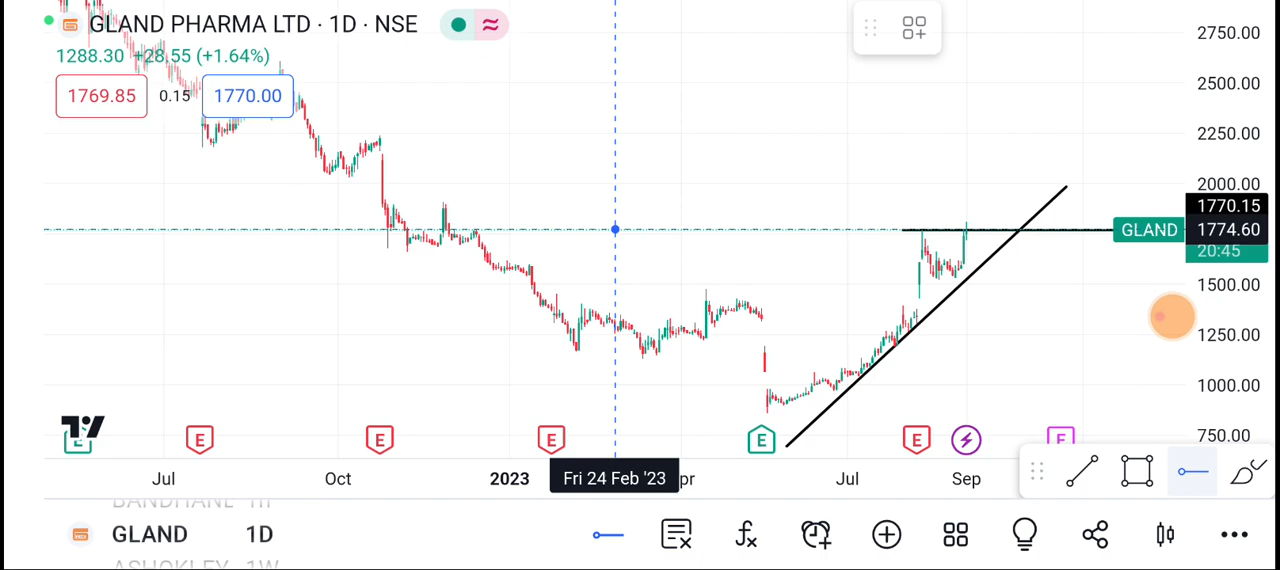 GLAND PHARMA LTD · 1D · NSE
1288.30 +28.55 (+1.64%)
1769.85 0.15 1770.00
2750.00
2500.00
2250.00
2000.00
1770.15
GLAND 1774.60
20:45
1500.00
1250.00
1000.00
750.00
E E E E E E E
Jul Oct 2023 Fri 24 Feb '23 pr Jul Sep
BANDHANE 1H
GLAND 1D
ASHOKLEY 1W